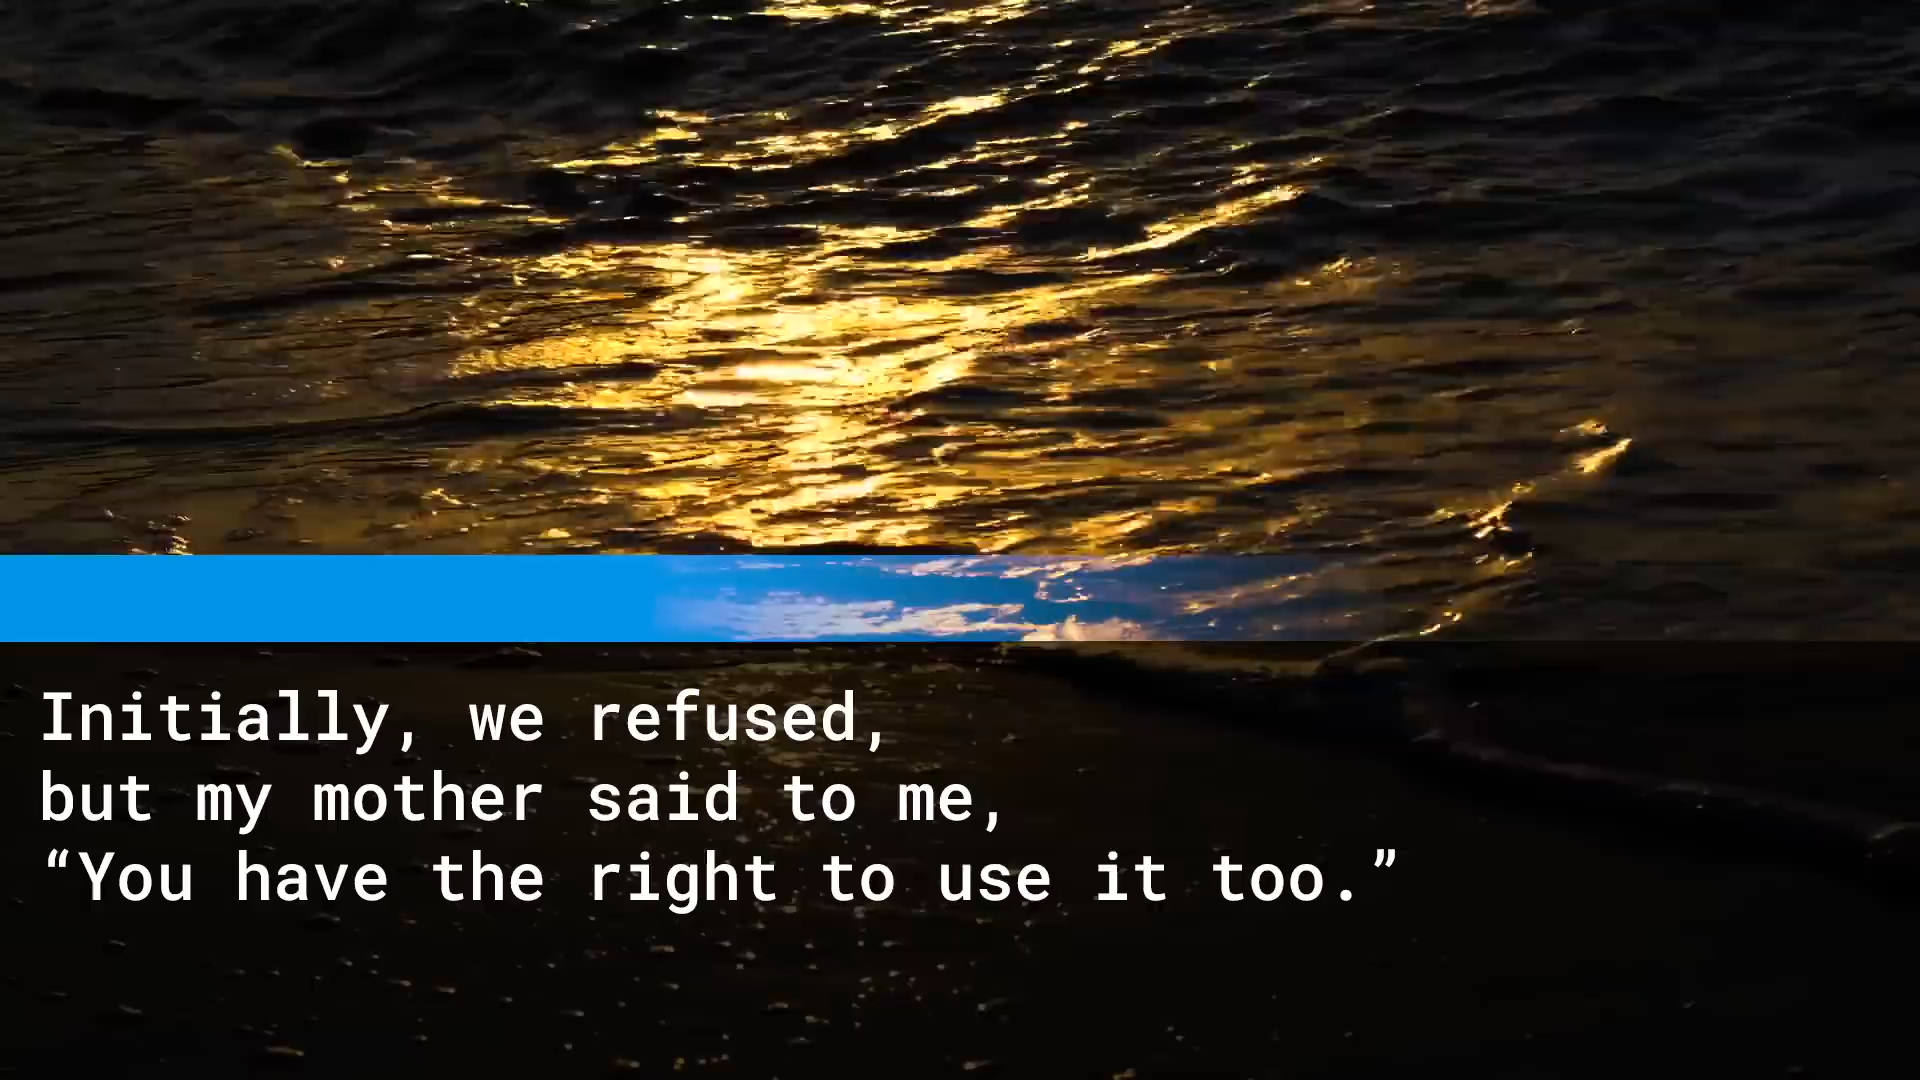 Initially, we refused,
but my mother said to me,
“You have the right to use it too.”